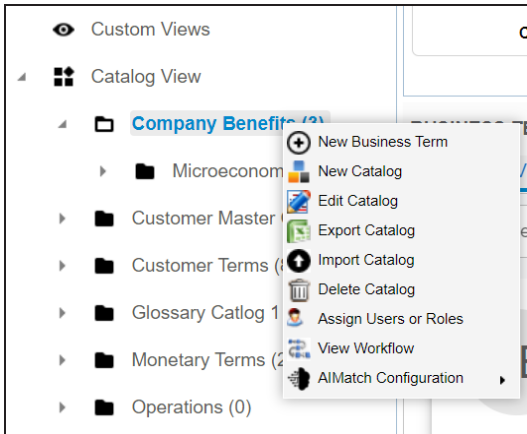 Custom Views
Catalog View
Company Benefits (3)
New Business Term
Microeconom
New Catalog
Edit Catalog
Customer Master
Export Catalog
Customer Terms (
Import Catalog
Delete Catalog
Glossary Catlog 1
Assign Users or Roles
View Workflow
Monetary Terms (2
AIMatch Configuration
Operations (0)